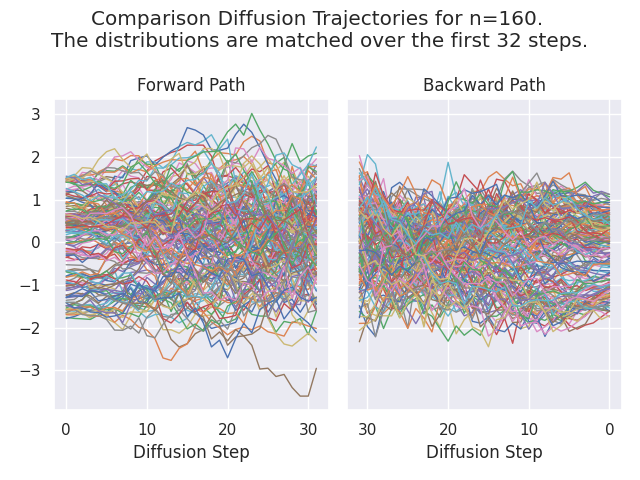 Comparison Diffusion Trajectories for n=160.
The distributions are matched over the first 32 steps.
Forward Path
Backward Path
3
2
1
0
−1
−2
−3
0 10 20 30
30 20 10 0
Diffusion Step
Diffusion Step